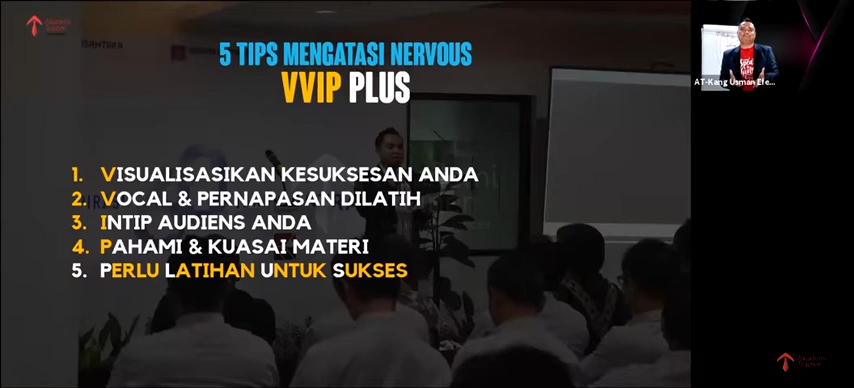 5 TIPS MENGATASI NERVOUS
VVIP PLUS
1. VISUALISASIKAN KESUKSESAN ANDA
2. VOCAL & PERNAPASAN DILATIH
3. INTIP AUDIENS ANDA
4. PAHAMI & KUASAI MATERI
5. PERLU LATIHAN UNTUK SUKSES
AT-Kang Usman Efe...